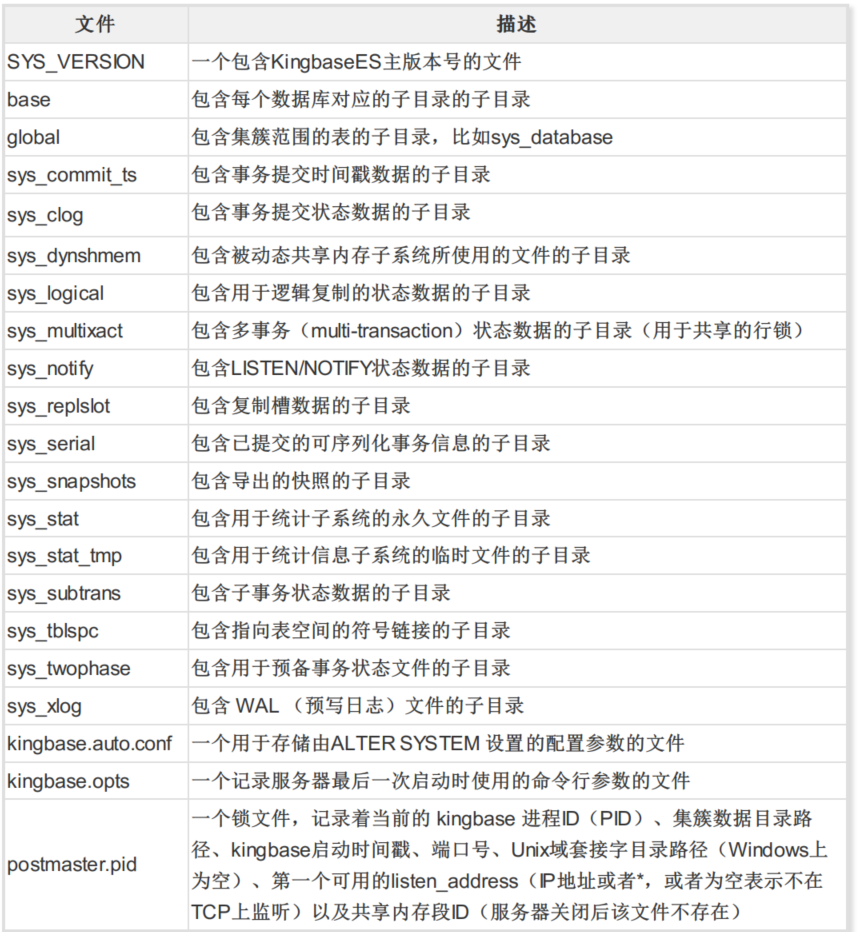 文件 描述
SYS_VERSION 一个包含KingbaseES主版本号的文件
base 包含每个数据库对应的子目录的子目录
global 包含集簇范围的表的子目录，比如sys_database
sys_commit_ts 包含事务提交时间戳数据的子目录
sys_clog 包含事务提交状态数据的子目录
sys_dynshmem 包含被动态共享内存子系统所使用的文件的子目录
sys_logical 包含用于逻辑复制的状态数据的子目录
sys_multixact 包含多事务（multi-transaction）状态数据的子目录（用于共享的行锁）
sys_notify 包含LISTEN/NOTIFY状态数据的子目录
sys_replslot 包含复制槽数据的子目录
sys_serial 包含已提交的可序列化事务信息的子目录
sys_snapshots 包含导出的快照的子目录
sys_stat 包含用于统计子系统的永久文件的子目录
sys_stat_tmp 包含用于统计信息子系统的临时文件的子目录
sys_subtrans 包含子事务状态数据的子目录
sys_tblspc 包含指向表空间的符号链接的子目录
sys_twophase 包含用于预备事务状态文件的子目录
sys_xlog 包含 WAL （预写日志）文件的子目录
kingbase.auto.conf 一个用于存储由ALTER SYSTEM 设置的配置参数的文件
kingbase.opts 一个记录服务器最后一次启动时使用的命令行参数的文件
postmaster.pid 一个锁文件，记录着当前的 kingbase 进程ID（PID）、集簇数据目录路
径、kingbase启动时间戳、端口号、Unix域套接字目录路径（Windows上
为空）、第一个可用的listen_address（IP地址或者*，或者为空表示不在
TCP上监听）以及共享内存段ID（服务器关闭后该文件不存在）